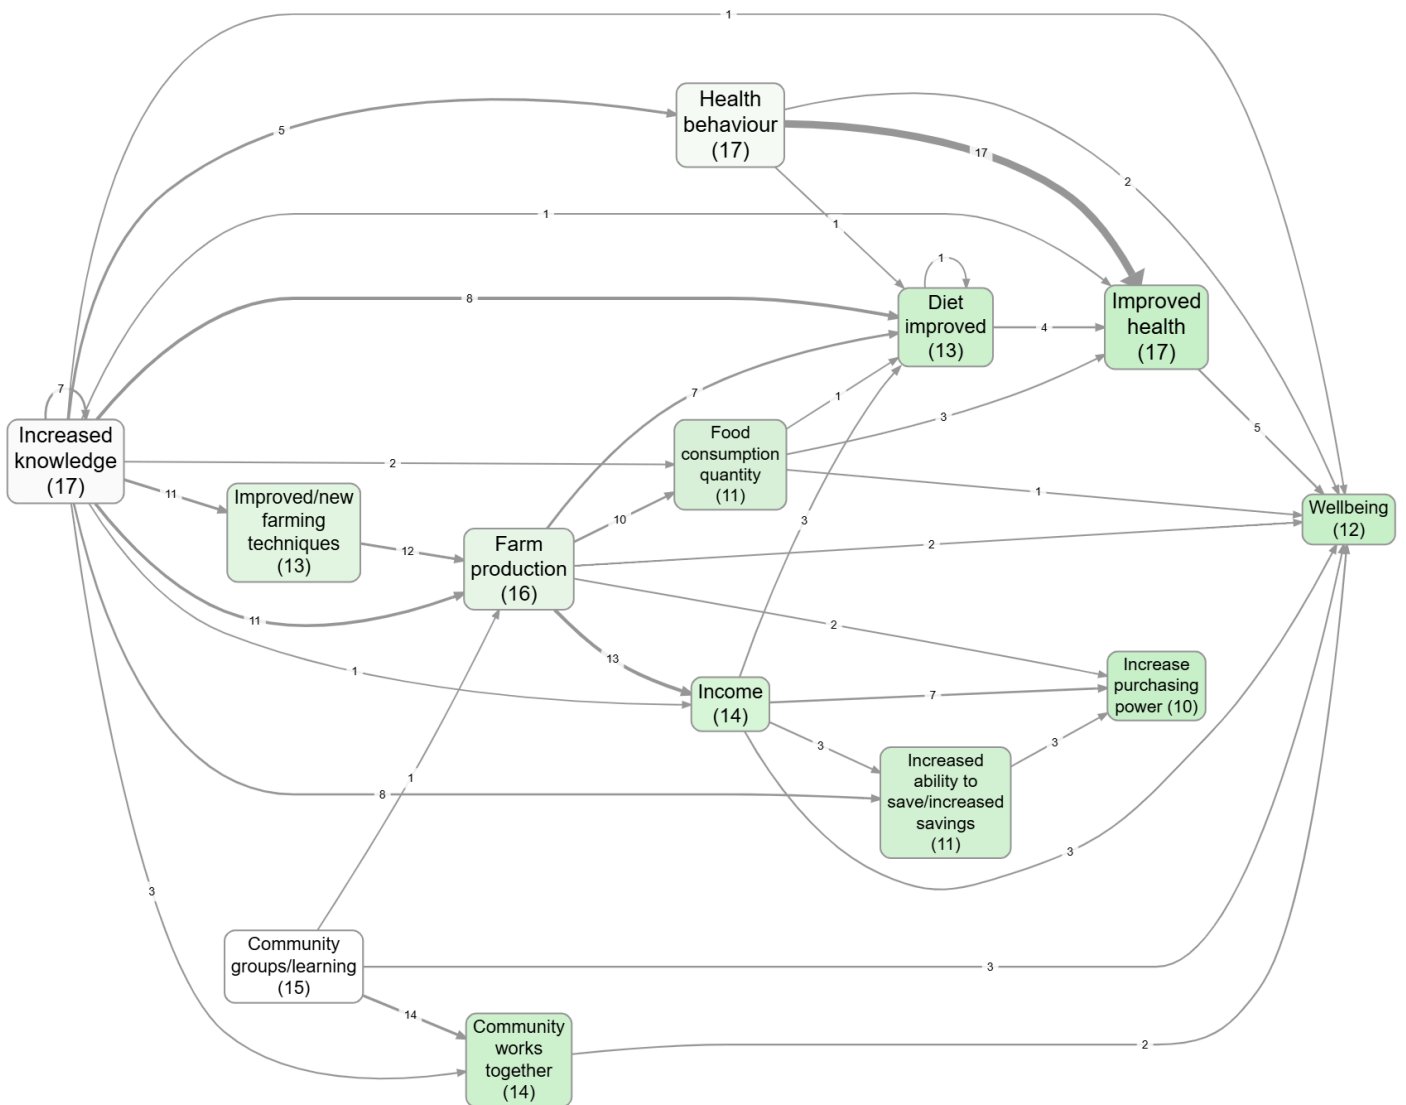 1
Health
behaviour
(17)
5
17
2
1
1
1
Diet
improved
(13)
Improved
health
(17)
8
4
7
7
1
3
5
Increased
knowledge
(17)
Food
consumption
quantity
(11)
2
11
Improved/new
farming
techniques
(13)
12
10
1
Wellbeing
(12)
3
Farm
production
(16)
2
11
2
13
1
Income
(14)
7
Increase
purchasing
power (10)
3
3
1
8
Increased
ability to
save/increased
savings
(11)
3
3
Community
groups/learning
(15)
3
14
Community
works
together
(14)
2